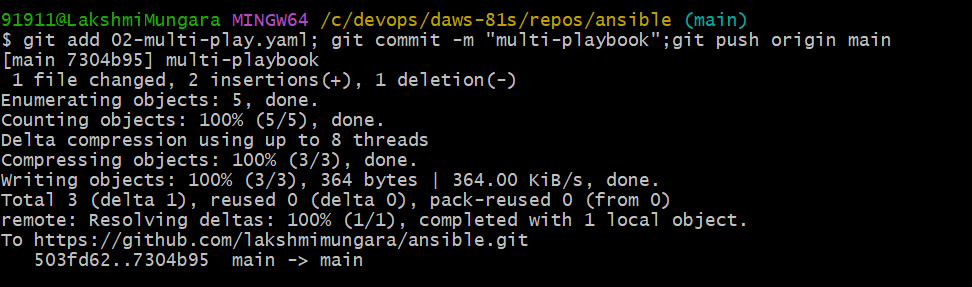 91911@LakshmiMungara MINGW64 /c/devops/daws-81s/repos/ansible (main)
$ git add 02-multi-play.yaml; git commit -m "multi-playbook";git push origin main
[main 7304b95] multi-playbook
 1 file changed, 2 insertions(+), 1 deletion(-)
Enumerating objects: 5, done.
Counting objects: 100% (5/5), done.
Delta compression using up to 8 threads
Compressing objects: 100% (3/3), done.
Writing objects: 100% (3/3), 364 bytes | 364.00 KiB/s, done.
Total 3 (delta 1), reused 0 (delta 0), pack-reused 0 (from 0)
remote: Resolving deltas: 100% (1/1), completed with 1 local object.
To https://github.com/lakshmimungara/ansible.git
   503fd62..7304b95  main -> main